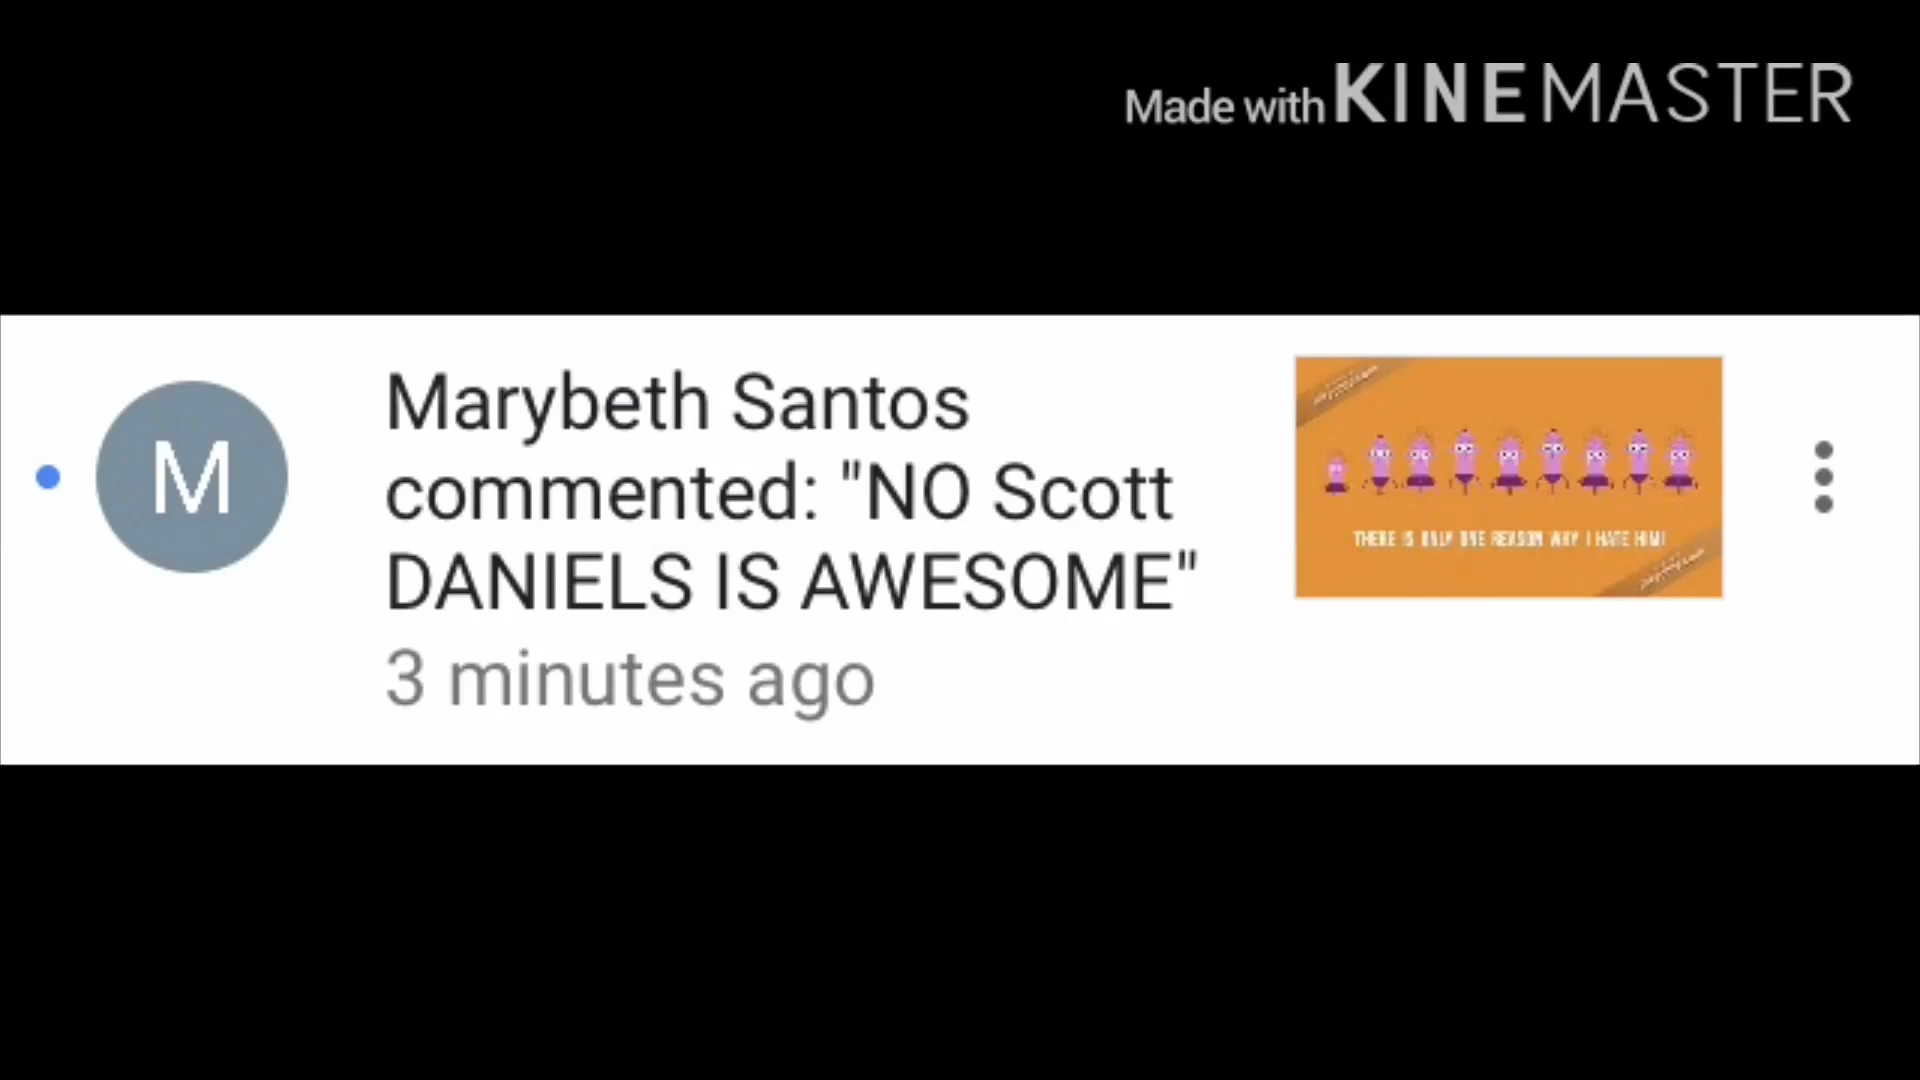 Made with KINEMASTER
M
Marybeth Santos
commented: "NO Scott
DANIELS IS AWESOME"
3 minutes ago
THERE IS ONLY ONE REASON WHY I HATE HIM!